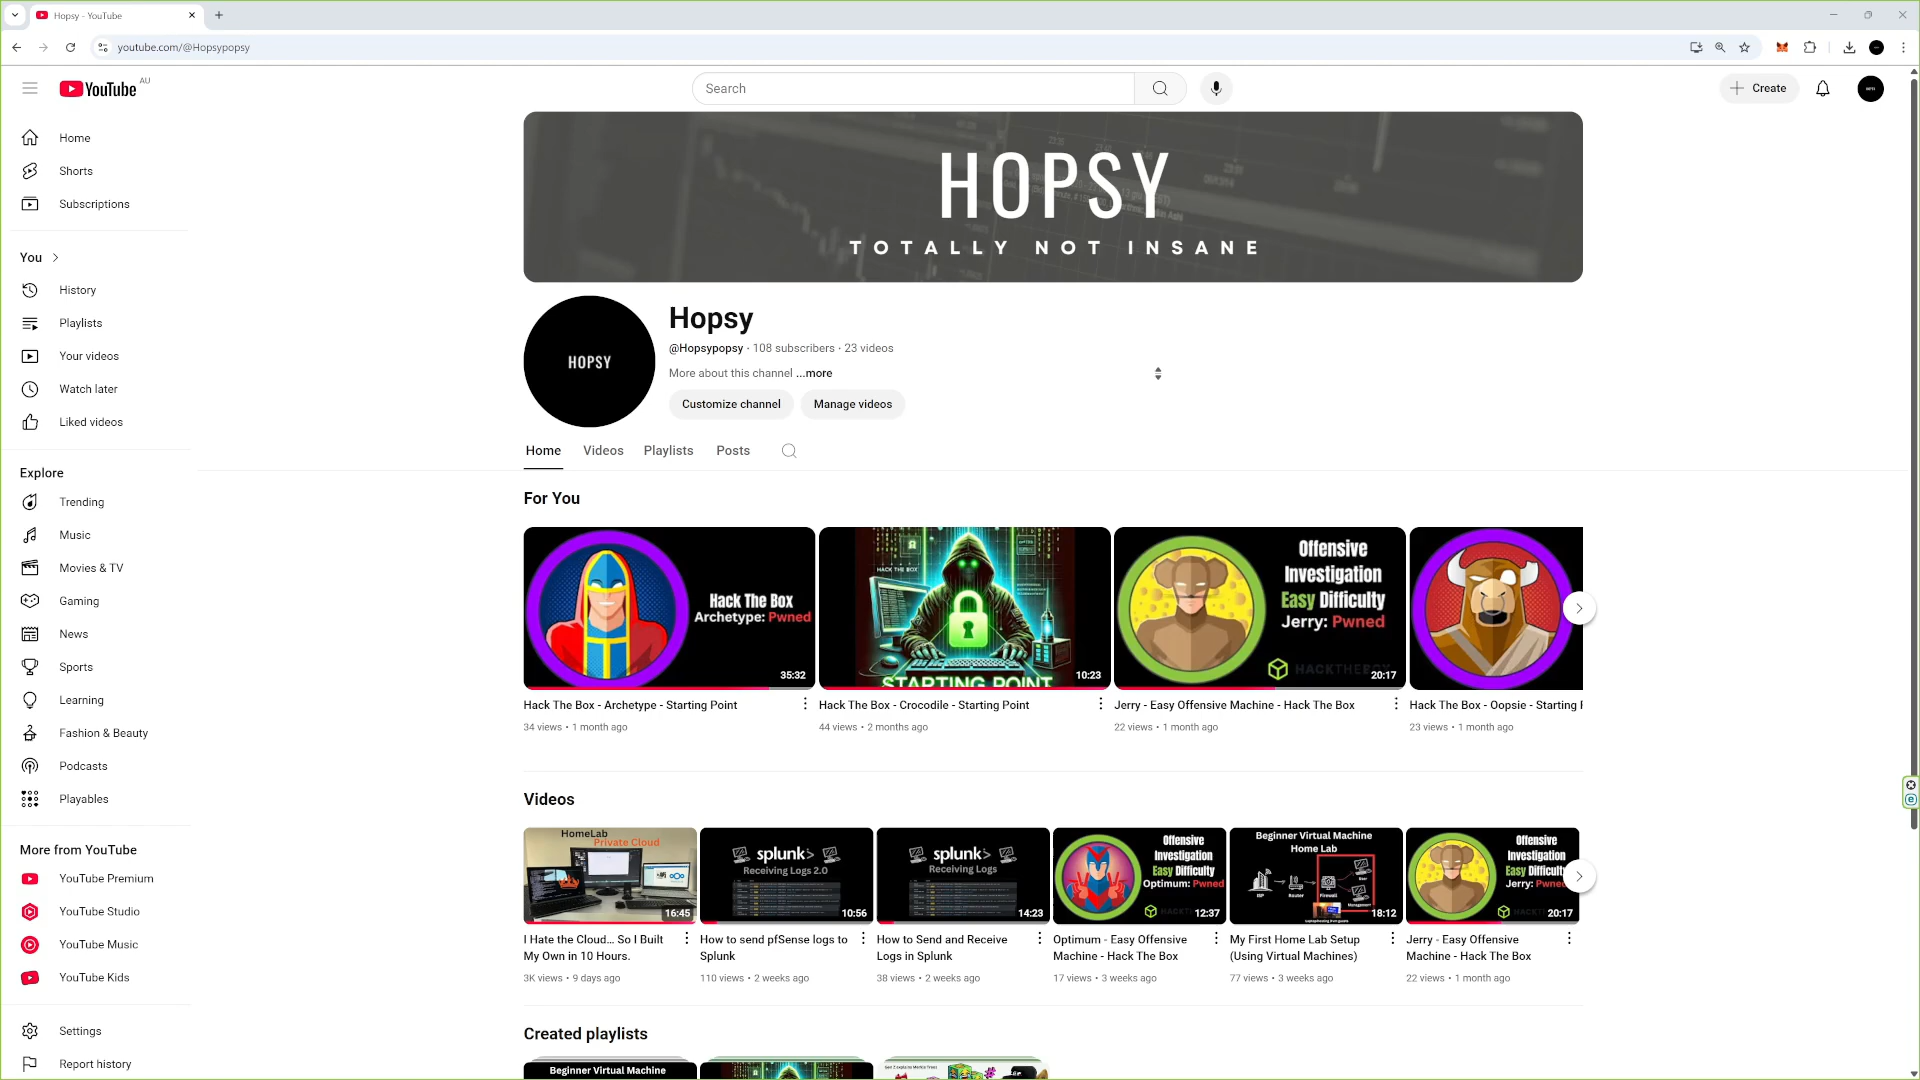 Hopsy - YouTube
youtube.com/@Hopsypopsy
YouTube AU
Search
Create
Home
Shorts
Subscriptions
You
History
Playlists
Your videos
Watch later
Liked videos
Explore
Trending
Music
Movies & TV
Gaming
News
Sports
Learning
Fashion & Beauty
Podcasts
Playables
More from YouTube
YouTube Premium
YouTube Studio
YouTube Music
YouTube Kids
Settings
Report history
HOPSY
TOTALLY NOT INSANE
HOPSY
Hopsy
@Hopsypopsy · 108 subscribers · 23 videos
More about this channel ...more
Customize channel
Manage videos
Home
Videos
Playlists
Posts
For You
Hack The Box
Archetype: Pwned
35:32
Hack The Box - Archetype - Starting Point
34 views • 1 month ago
HACK THE BOX
STARTING POINT
10:23
Hack The Box - Crocodile - Starting Point
44 views • 2 months ago
Offensive
Investigation
Easy Difficulty
Jerry: Pwned
HACKTHEBOX
20:17
Jerry - Easy Offensive Machine - Hack The Box
22 views • 1 month ago
Hack The Box - Oopsie - Starting
23 views • 1 month ago
Videos
HomeLab
Private Cloud
16:45
I Hate the Cloud... So I Built
My Own in 10 Hours.
3K views • 9 days ago
splunk>
Receiving Logs 2.0
10:56
How to send pfSense logs to
Splunk
110 views • 2 weeks ago
splunk>
Receiving Logs
14:23
How to Send and Receive
Logs in Splunk
38 views • 2 weeks ago
Offensive
Investigation
Easy Difficulty
Optimum: Pwned
12:37
Optimum - Easy Offensive
Machine - Hack The Box
17 views • 3 weeks ago
Beginner Virtual Machine
Home Lab
ISP
Router
Firewall
18:12
My First Home Lab Setup
(Using Virtual Machines)
77 views • 3 weeks ago
Offensive
Investigation
Easy Difficulty
Jerry: Pwned
20:17
Jerry - Easy Offensive
Machine - Hack The Box
22 views • 1 month ago
Created playlists
Beginner Virtual Machine